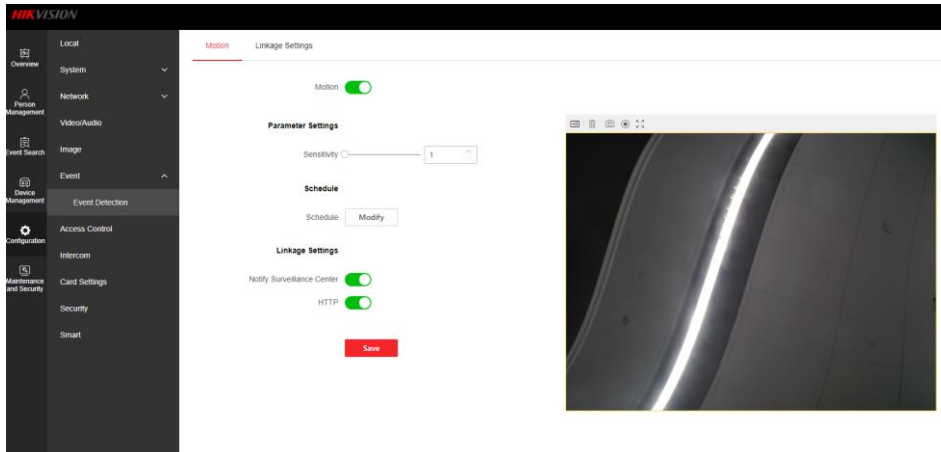 HIKVISION
Overview
Person Management
Event Search
Device Management
Configuration
Maintenance and Security
Local
System
Network
Video/Audio
Image
Event
Event Detection
Access Control
Intercom
Card Settings
Security
Smart
Motion Linkage Settings
Motion
Parameter Settings
Sensitivity 1
Schedule
Schedule Modify
Linkage Settings
Notify Surveillance Center
HTTP
Save